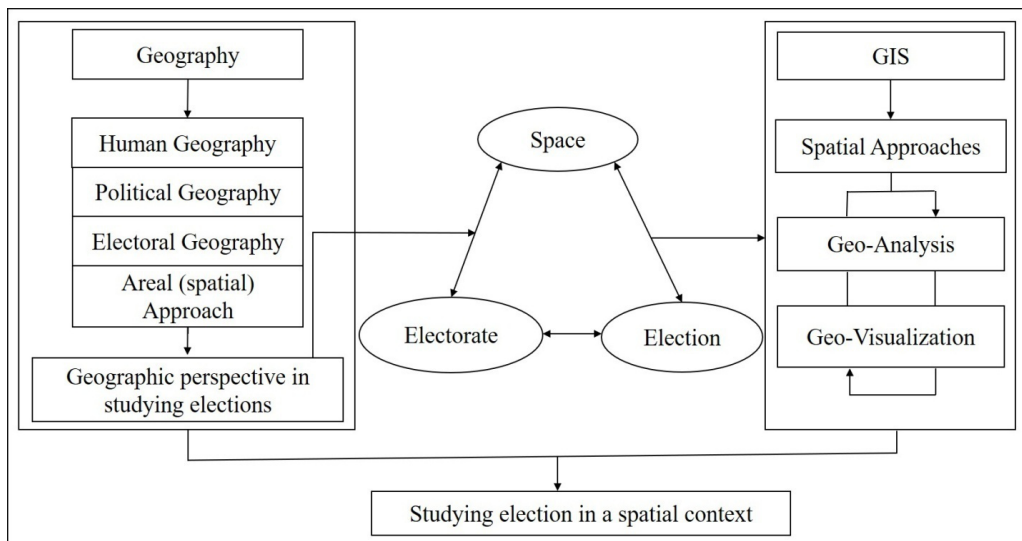 Geography
Human Geography
Political Geography
Electoral Geography
Areal (spatial)
Approach
Geographic perspective in
studying elections
Space
Electorate
Election
GIS
Spatial Approaches
Geo-Analysis
Geo-Visualization
Studying election in a spatial context